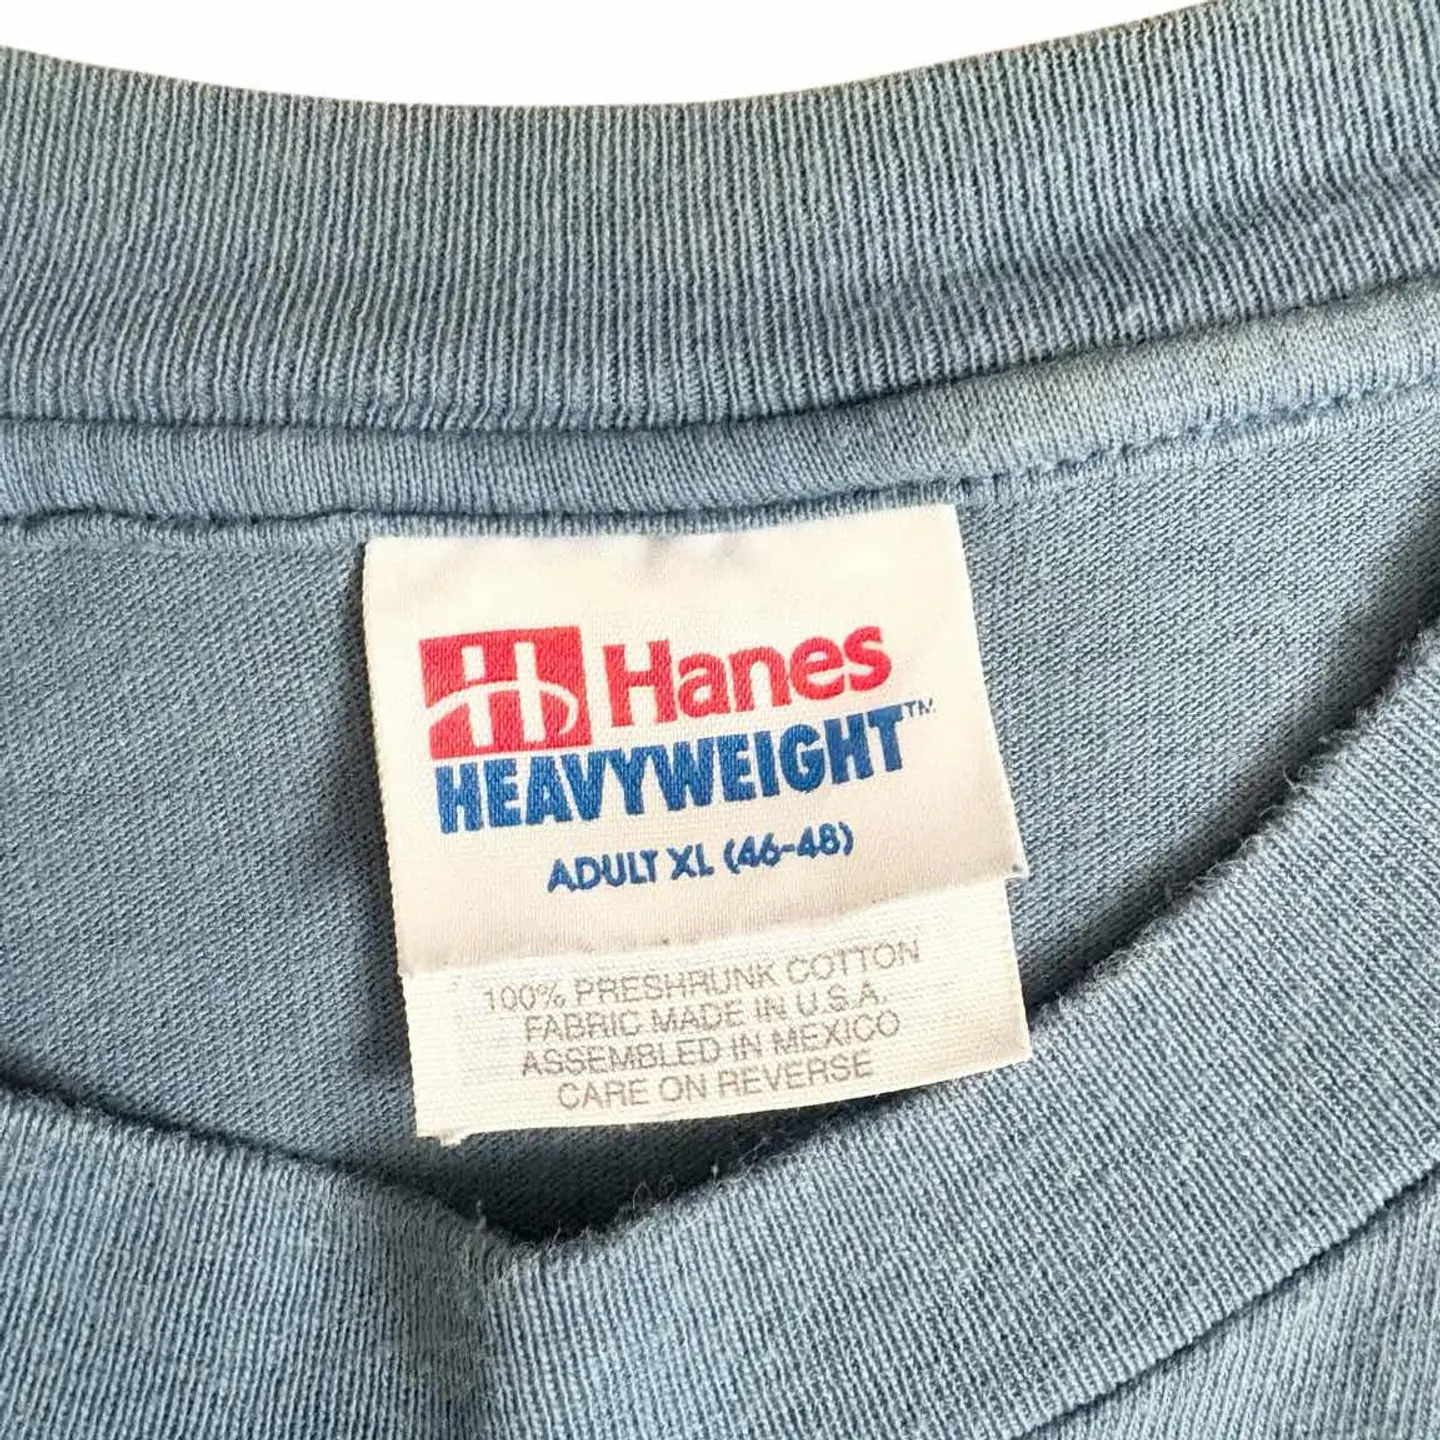 H Hanes
HEAVYWEIGHT™
ADULT XL (46-48)
100% PRESHRUNK COTTON
FABRIC MADE IN U.S.A.
ASSEMBLED IN MEXICO
CARE ON REVERSE